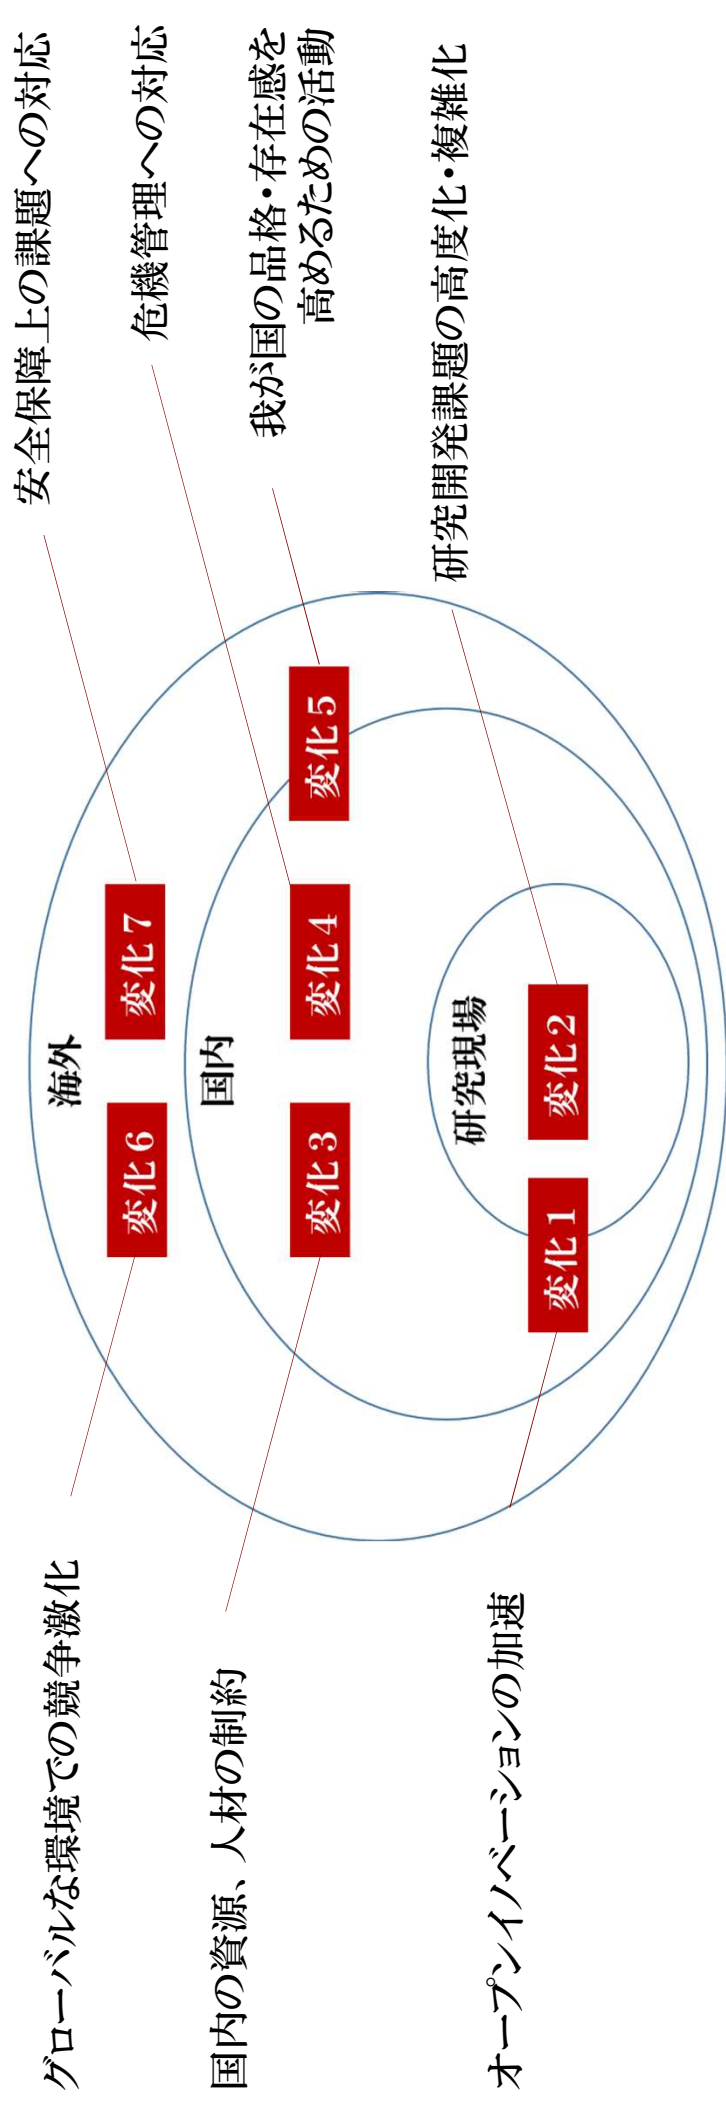 グローバルな環境での競争激化
安全保障上の課題への対応
海外
変化6
変化7
国内の資源、人材の制約
危機管理への対応
国内
変化3
変化4
変化5
我が国の品格・存在感を
高めるための活動
研究現場
研究開発課題の高度化・複雑化
オープンイノベーションの加速
変化1
変化2